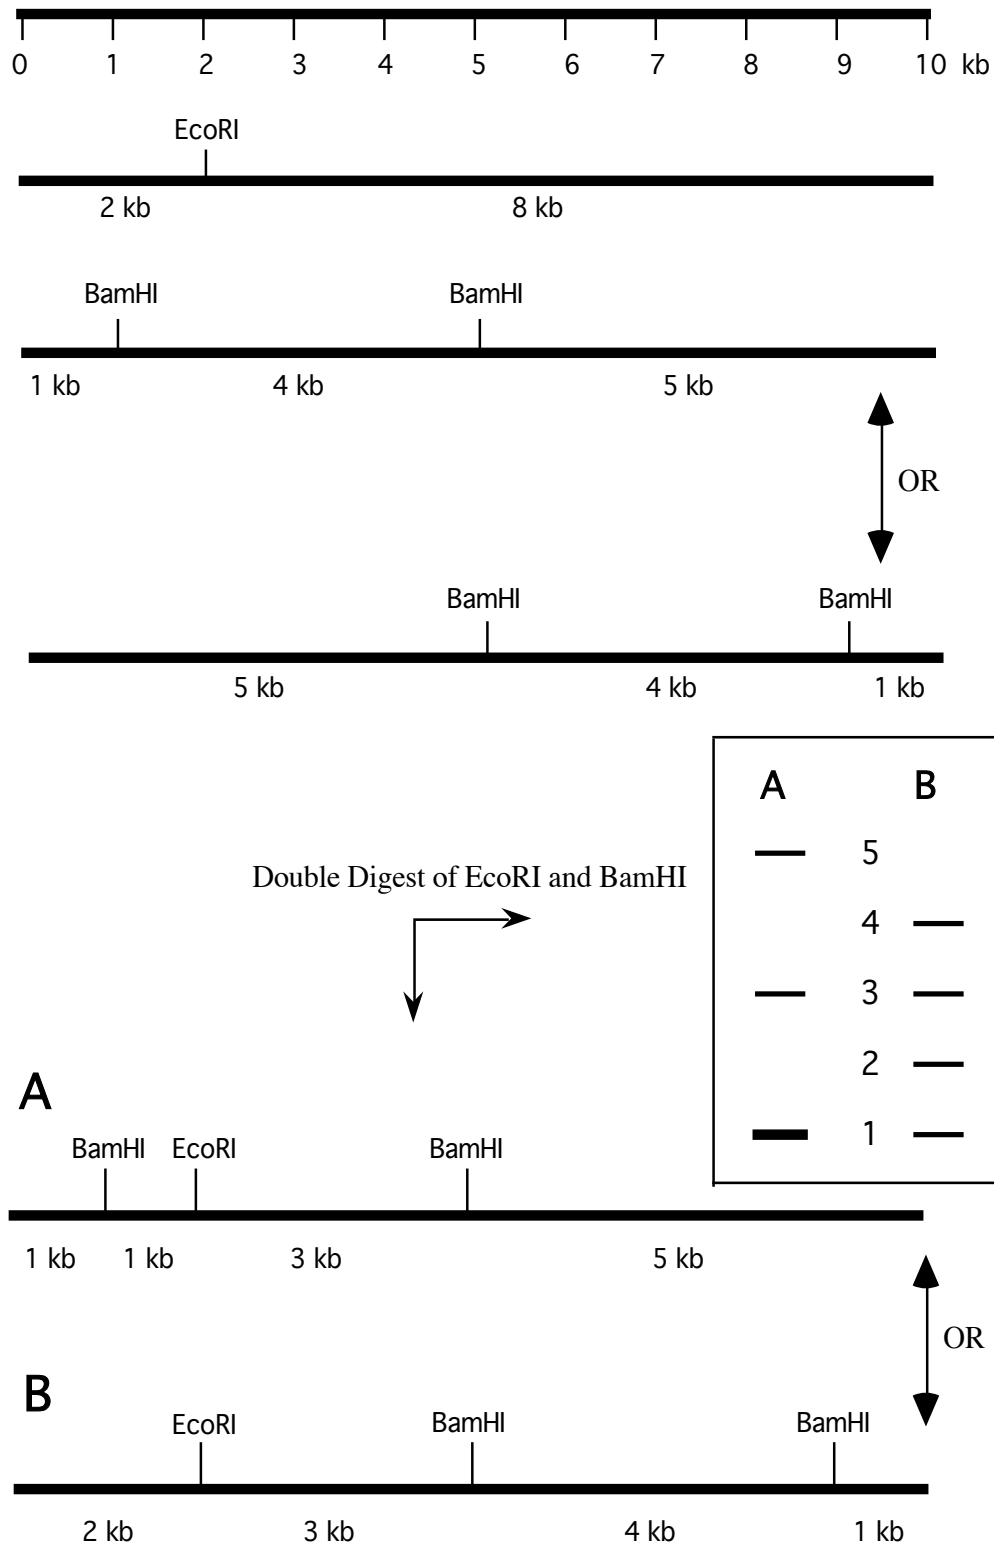 0 1 2 3 4 5 6 7 8 9 10 kb
EcoRI
2 kb 8 kb
BamHI BamHI
1 kb 4 kb 5 kb
OR
BamHI BamHI
5 kb 4 kb 1 kb
A B
5
Double Digest of EcoRI and BamHI
4
3
2
1
A
BamHI EcoRI BamHI
1 kb 1 kb 3 kb 5 kb
OR
B
EcoRI BamHI BamHI
2 kb 3 kb 4 kb 1 kb